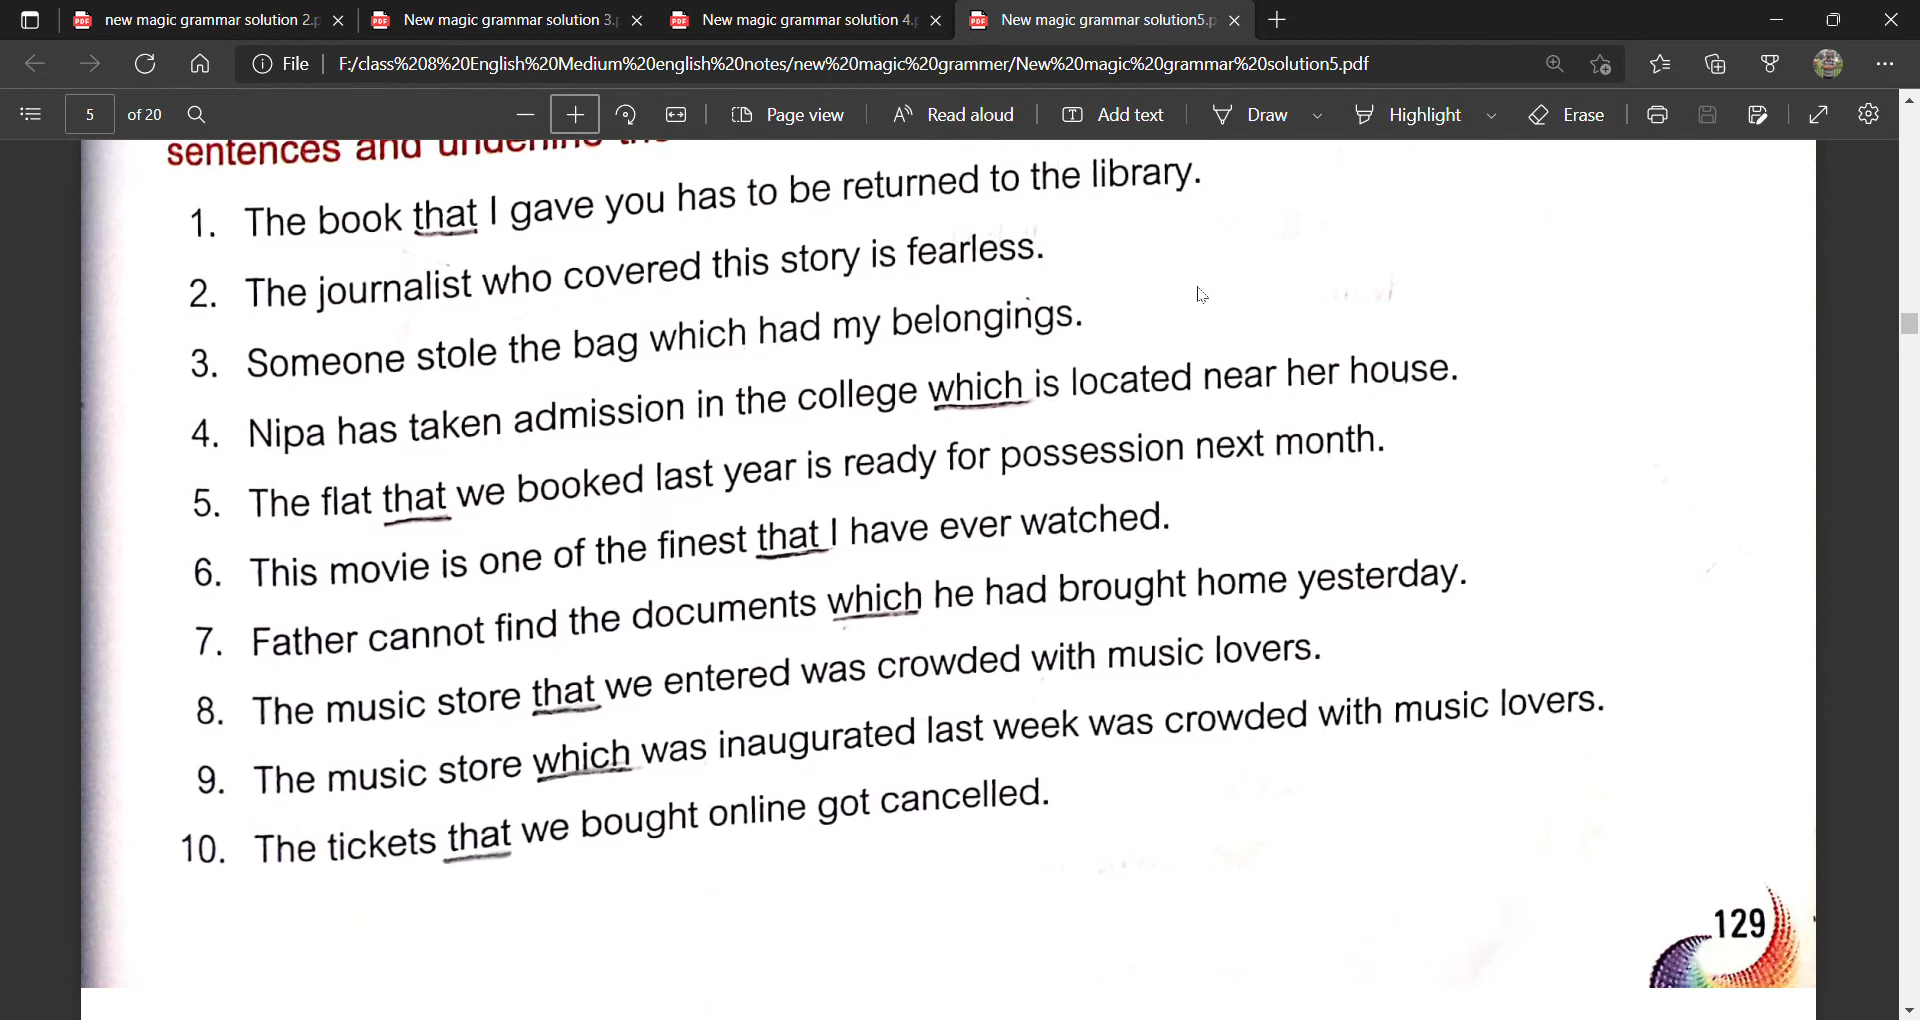 new magic grammar solution 2.p
New magic grammar solution 3.
New magic grammar solution 4.
New magic grammar solution5.p
File
F:/class%208%20English%20Medium%20english%20notes/new%20magic%20grammer/New%20magic%20grammar%20solution5.pdf
5 of 20
Page view
Read aloud
Add text
Draw
Highlight
Erase
sentences and underline the
1. The book that I gave you has to be returned to the library.
2. The journalist who covered this story is fearless.
3. Someone stole the bag which had my belongings.
4. Nipa has taken admission in the college which is located near her house.
5. The flat that we booked last year is ready for possession next month.
6. This movie is one of the finest that I have ever watched.
7. Father cannot find the documents which he had brought home yesterday.
8. The music store that we entered was crowded with music lovers.
9. The music store which was inaugurated last week was crowded with music lovers.
10. The tickets that we bought online got cancelled.
129